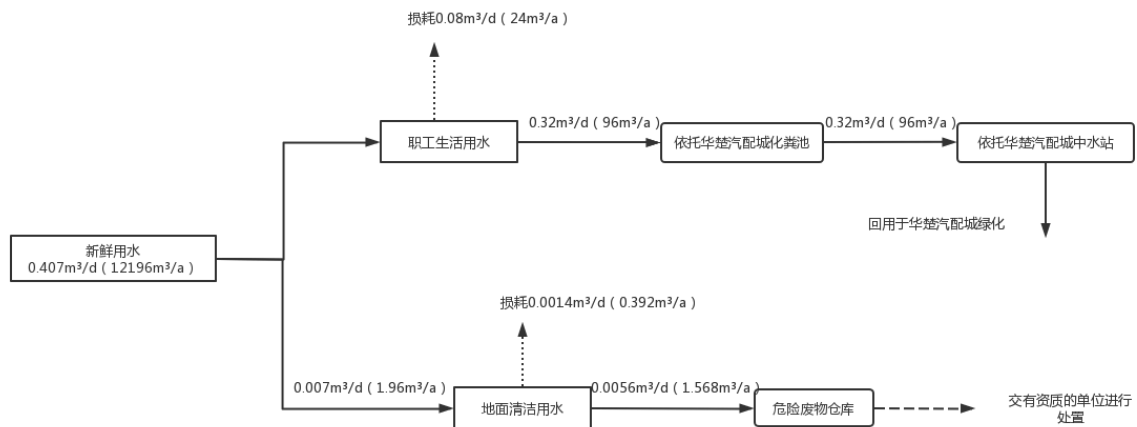 损耗0.08m³/d（24m³/a）
0.32m³/d（96m³/a）
0.32m³/d（96m³/a）
职工生活用水
依托华楚汽配城化粪池
依托华楚汽配城中水站
回用于华楚汽配城绿化
新鲜用水
0.407m³/d（12196m³/a）
损耗0.0014m³/d（0.392m³/a）
0.007m³/d（1.96m³/a）
0.0056m³/d（1.568m³/a）
地面清洁用水
危险废物仓库
交有资质的单位进行
处置